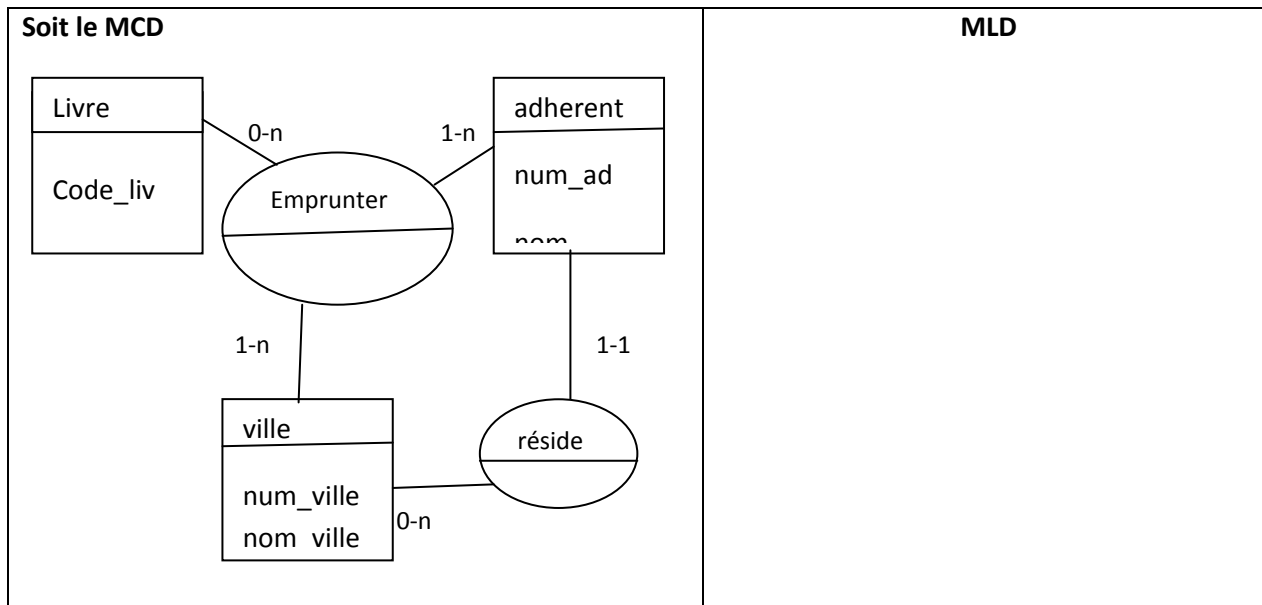 Soit le MCD
MLD
Livre
adherent
0-n
1-n
Code_liv
Emprunter
num_ad
nom
1-n
1-1
ville
réside
num_ville
0-n
nom_ville